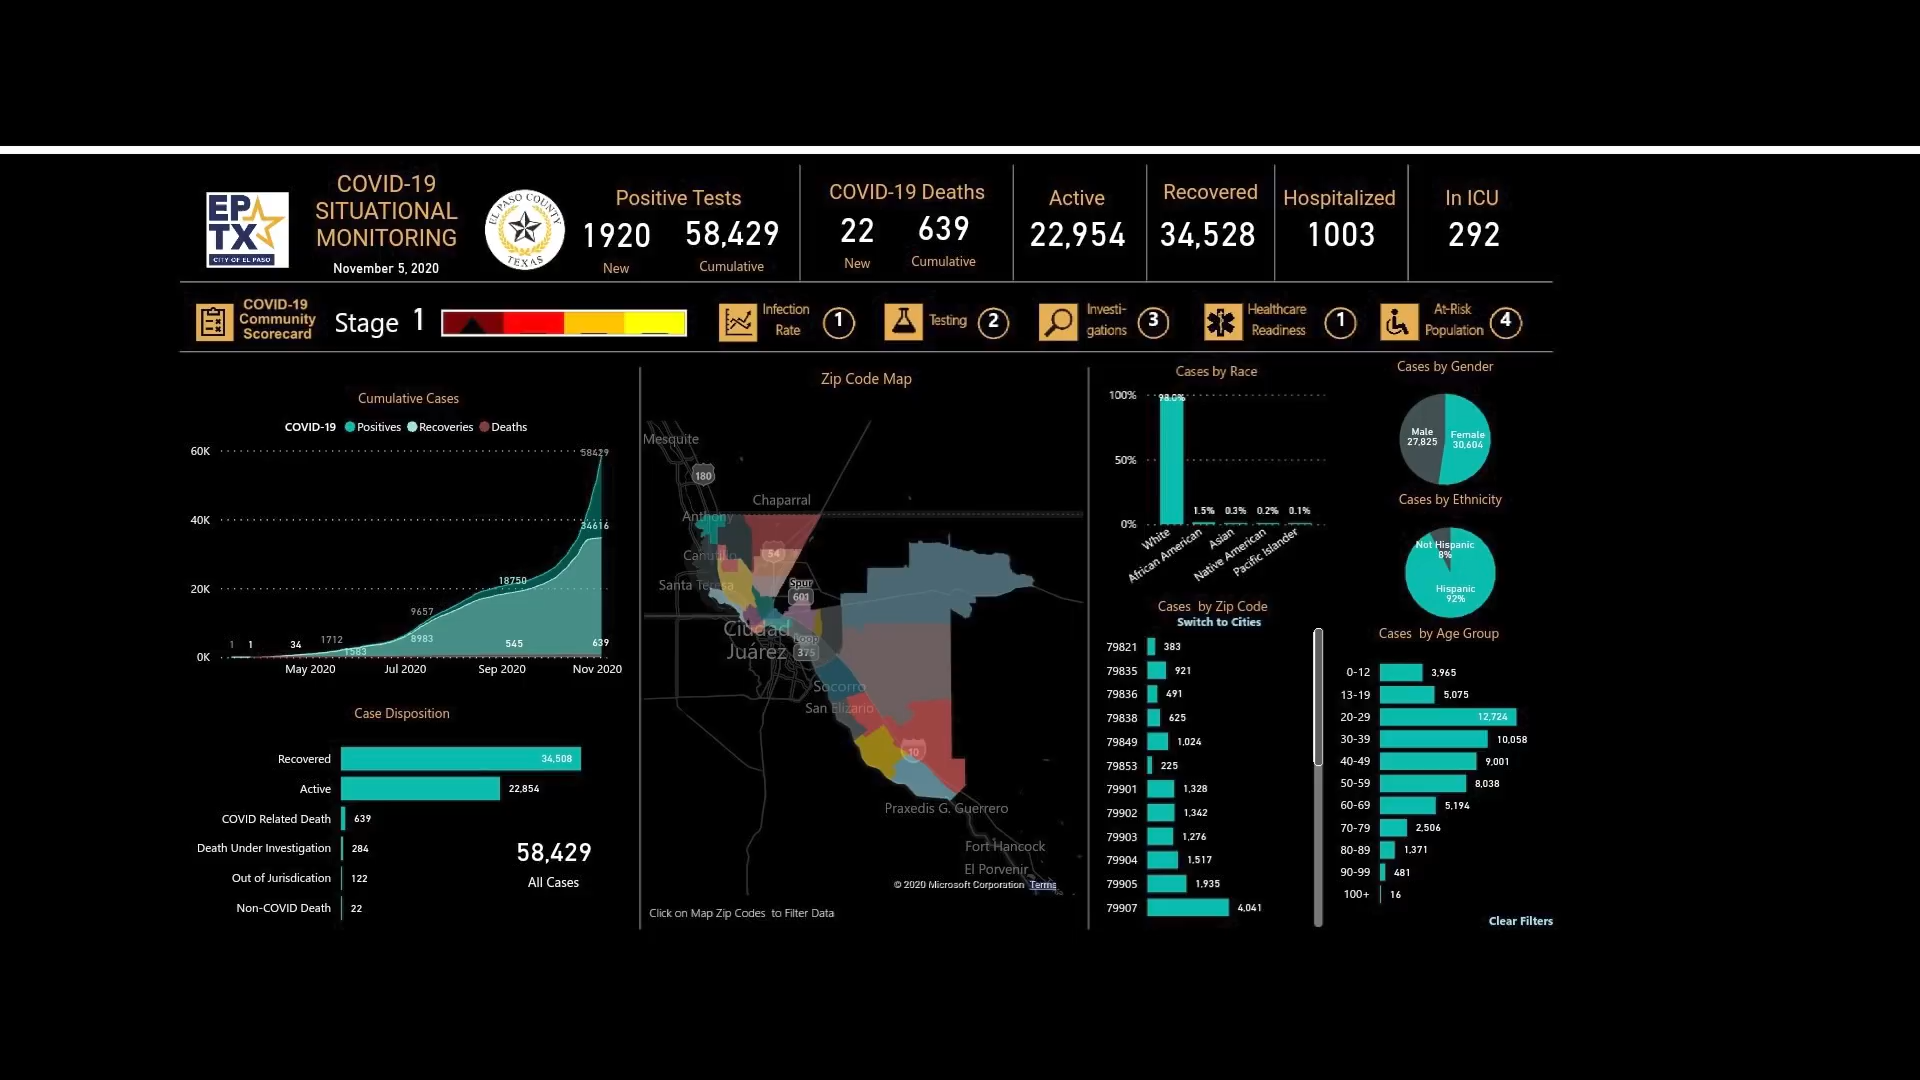 EP
TX
CITY OF EL PASO
COVID-19
SITUATIONAL
MONITORING
November 5, 2020
EL PASO COUNTY
TEXAS
Positive Tests
1920
58,429
New
Cumulative
COVID-19 Deaths
22
639
New
Cumulative
Active
22,954
Recovered
34,528
Hospitalized
1003
In ICU
292
COVID-19
Community
Scorecard
Stage 1
Infection
Rate
1
Testing
2
Investi-
gations
3
Healthcare
Readiness
1
At-Risk
Population
4
Cumulative Cases
COVID-19 Positives Recoveries Deaths
60K
40K
20K
0K
58429
34616
18750
9657
8983
1712
1583
1
1
34
545
639
May 2020
Jul 2020
Sep 2020
Nov 2020
Case Disposition
Recovered 34,508
Active 22,854
COVID Related Death 639
Death Under Investigation 284
Out of Jurisdication 122
Non-COVID Death 22
58,429
All Cases
Zip Code Map
Mesquite
180
Chaparral
Anthony
Canutillo
54
Santa Teresa
Spur
601
Ciudad
Juárez
Loop
375
Socorro
San Elizario
10
Praxedis G. Guerrero
Fort Hancock
El Porvenir
© 2020 Microsoft Corporation Terms
Click on Map Zip Codes to Filter Data
Cases by Race
100%
50%
0%
98.0%
1.5%
0.3%
0.2%
0.1%
White
African American
Asian
Native American
Pacific Islander
Cases by Zip Code
Switch to Cities
79821 383
79835 921
79836 491
79838 625
79849 1,024
79853 225
79901 1,328
79902 1,342
79903 1,276
79904 1,517
79905 1,935
79907 4,041
Cases by Gender
Male
27,825
Female
30,604
Cases by Ethnicity
Not Hispanic
8%
Hispanic
92%
Cases by Age Group
0-12 3,965
13-19 5,075
20-29 12,724
30-39 10,058
40-49 9,001
50-59 8,038
60-69 5,194
70-79 2,506
80-89 1,371
90-99 481
100+ 16
Clear Filters